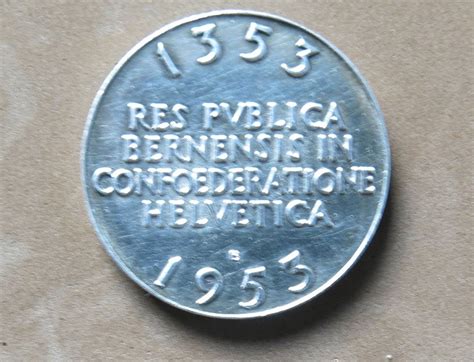 1353
RES PVBLICA
BERNENSIS IN
CONFOEDERATIONE
HELVETICA
B
1953